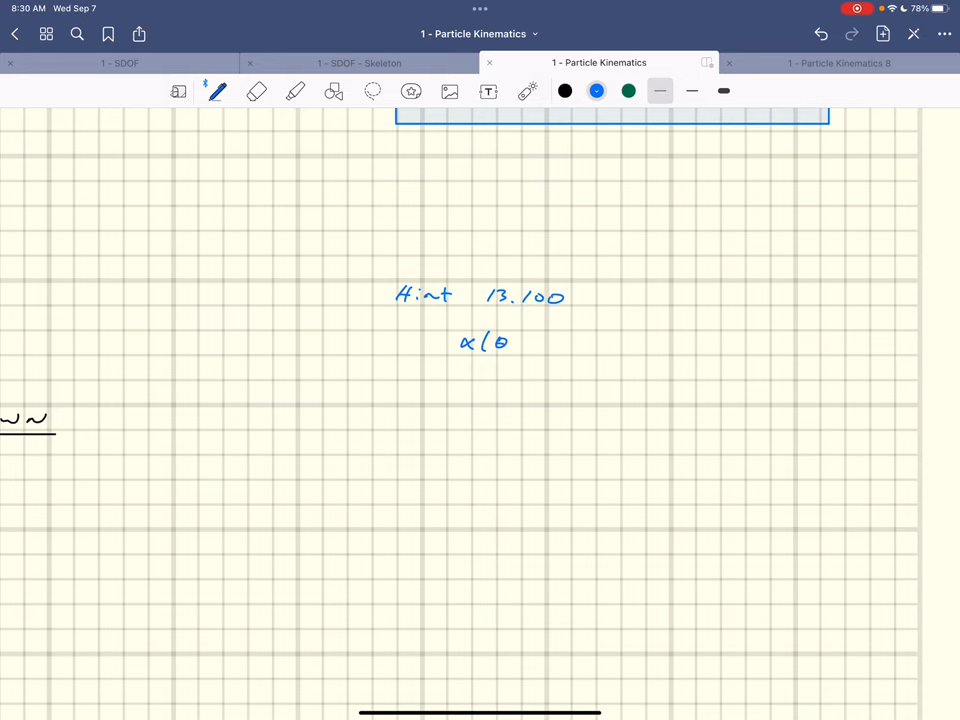 8:30 AM Wed Sep 7
78%
1 - Particle Kinematics
1 - SDOF
1 - SDOF - Skeleton
1 - Particle Kinematics
1 - Particle Kinematics 8
Hint 13.100
α(θ